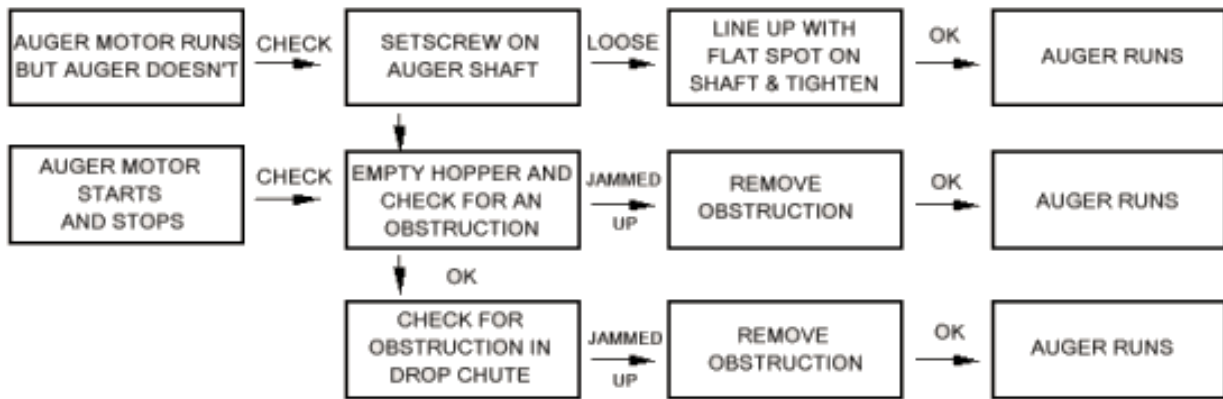 AUGER MOTOR RUNS
BUT AUGER DOESN'T
CHECK
SETSCREW ON
AUGER SHAFT
LOOSE
LINE UP WITH
FLAT SPOT ON
SHAFT & TIGHTEN
OK
AUGER RUNS
AUGER MOTOR
STARTS
AND STOPS
CHECK
EMPTY HOPPER AND
CHECK FOR AN
OBSTRUCTION
JAMMED
UP
REMOVE
OBSTRUCTION
OK
AUGER RUNS
OK
CHECK FOR
OBSTRUCTION IN
DROP CHUTE
JAMMED
UP
REMOVE
OBSTRUCTION
OK
AUGER RUNS